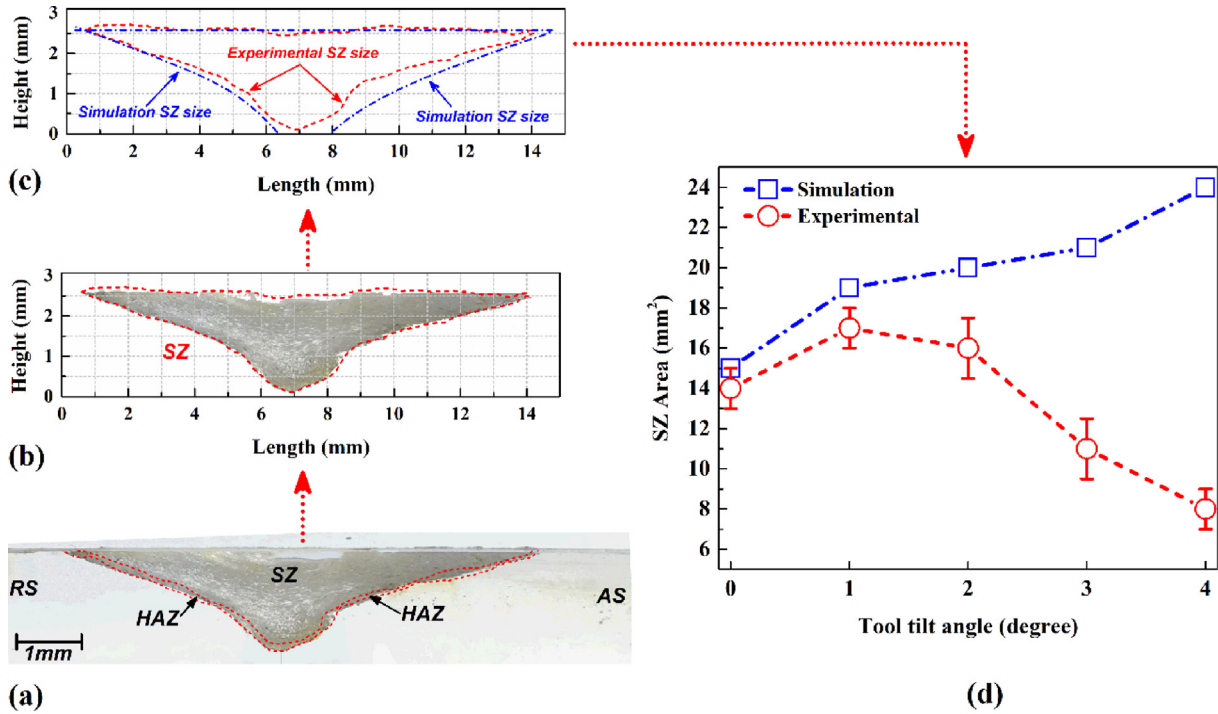 3
2
1
0
Height (mm)
Experimental SZ size
Simulation SZ size
Simulation SZ size
0 2 4 6 8 10 12 14
Length (mm)
(c)
3
2
1
0
Height (mm)
SZ
0 2 4 6 8 10 12 14
Length (mm)
(b)
SZ
RS
HAZ
HAZ
AS
1mm
(a)
Simulation
Experimental
24
22
20
18
16
14
12
10
8
6
SZ Area (mm²)
0 1 2 3 4
Tool tilt angle (degree)
(d)